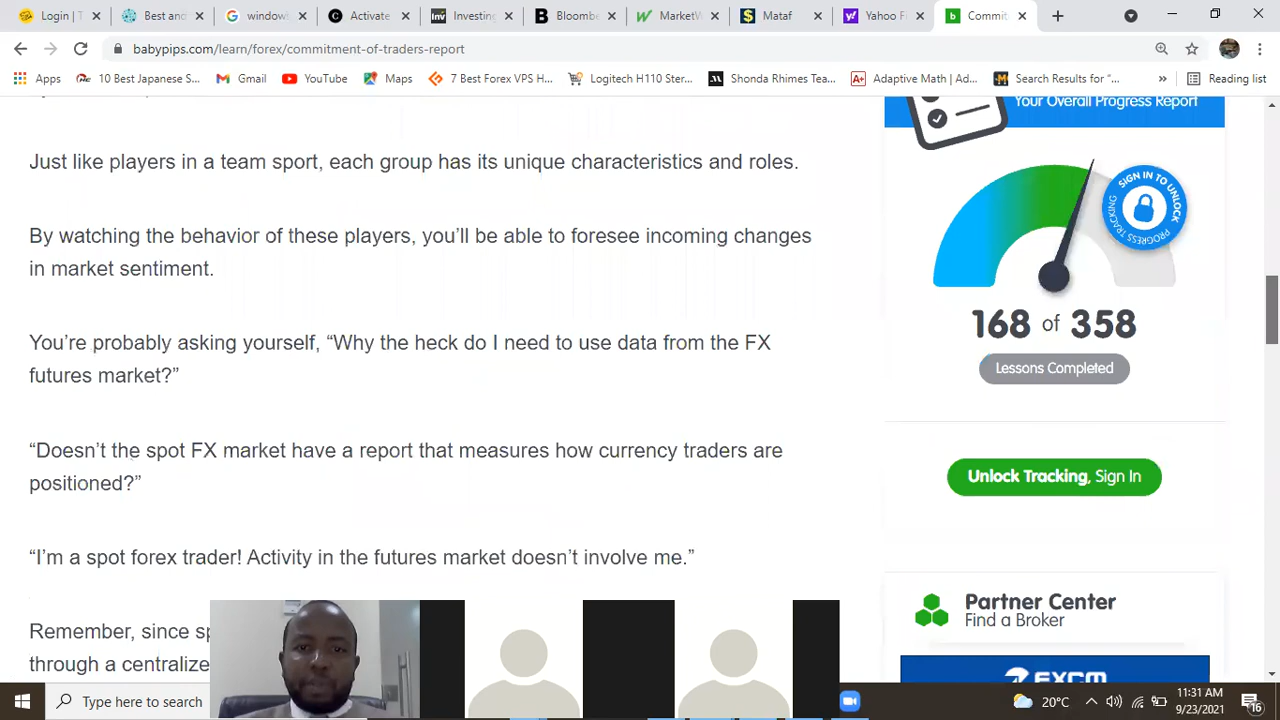 Login | T
Best and
window
Activate
Investing
Bloombe
MarketW
Mataf
Yahoo F
Commit
babypips.com/learn/forex/commitment-of-traders-report
Apps
10 Best Japanese S...
Gmail
YouTube
Maps
7 Best Forex VPS H...
Logitech H110 Ster...
Shonda Rhimes Tea...
Adaptive Math | Ad...
Search Results for "...
»
Reading list
Just like players in a team sport, each group has its unique characteristics and roles.
By watching the behavior of these players, you'll be able to foresee incoming changes
in market sentiment.
You're probably asking yourself, “Why the heck do I need to use data from the FX
futures market?”
“Doesn't the spot FX market have a report that measures how currency traders are
positioned?”
“I'm a spot forex trader! Activity in the futures market doesn't involve me.”
Remember, since sp
through a centralize
Your Overall Progress Report
SIGN IN TO UNLOCK
PROGRESS TRACKING
168 of 358
Lessons Completed
Unlock Tracking, Sign In
Partner Center
Find a Broker
FXCM
Type here to search
20°C
11:31 AM
9/23/2021
16